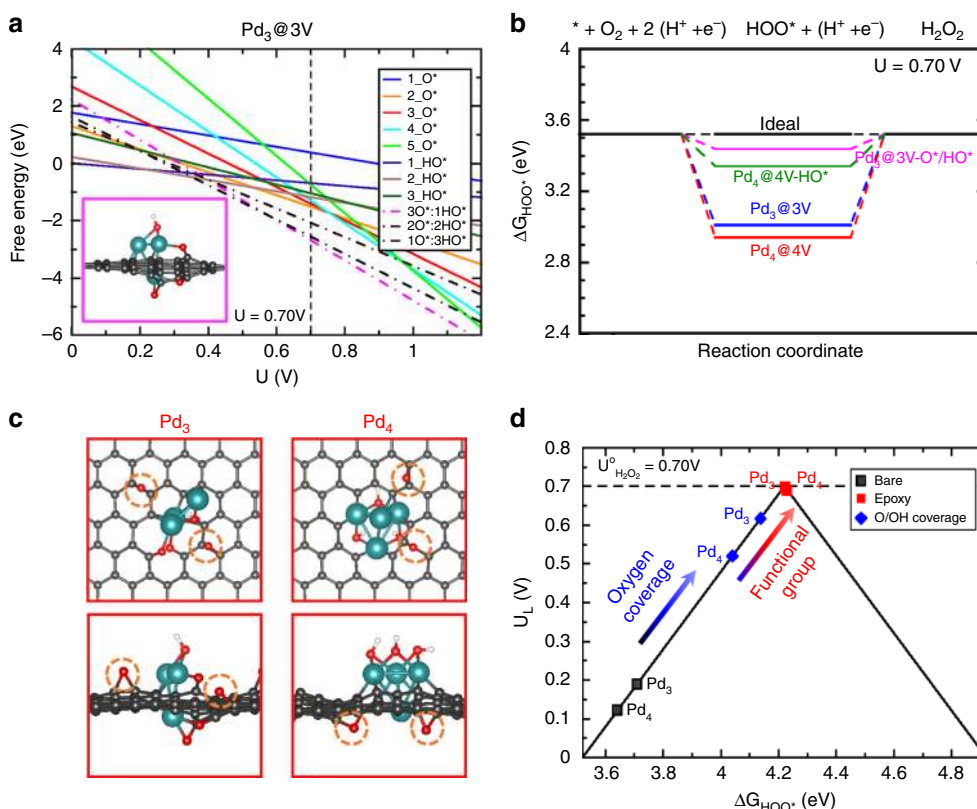 a
Pd₃@3V
Free energy (eV)
4
2
0
−2
−4
−6
0
0.2
0.4
0.6
0.8
1
U (V)
1_O*
2_O*
3_O*
4_O*
5_O*
1_HO*
2_HO*
3_HO*
3O*:1HO*
2O*:2HO*
1O*:3HO*
U = 0.70V
b
* + O₂ + 2 (H⁺ +e⁻) HOO* + (H⁺ +e⁻) H₂O₂
U = 0.70 V
ΔG_HOO* (eV)
4.0
3.6
3.2
2.8
2.4
Ideal
Pd₃@3V-O*/HO*
Pd₄@4V-HO*
Pd₃@3V
Pd₄@4V
Reaction coordinate
c
Pd₃ Pd₄
d
U_L (V)
0.8
0.7
0.6
0.5
0.4
0.3
0.2
0.1
0
3.6
3.8
4
4.2
4.4
4.6
4.8
ΔG_HOO* (eV)
U°_H₂O₂ = 0.70V
Pd₃ Pd₄
Bare
Epoxy
O/OH coverage
Pd₃
Pd₄
Oxygen
coverage
Functional
group
Pd₃
Pd₄